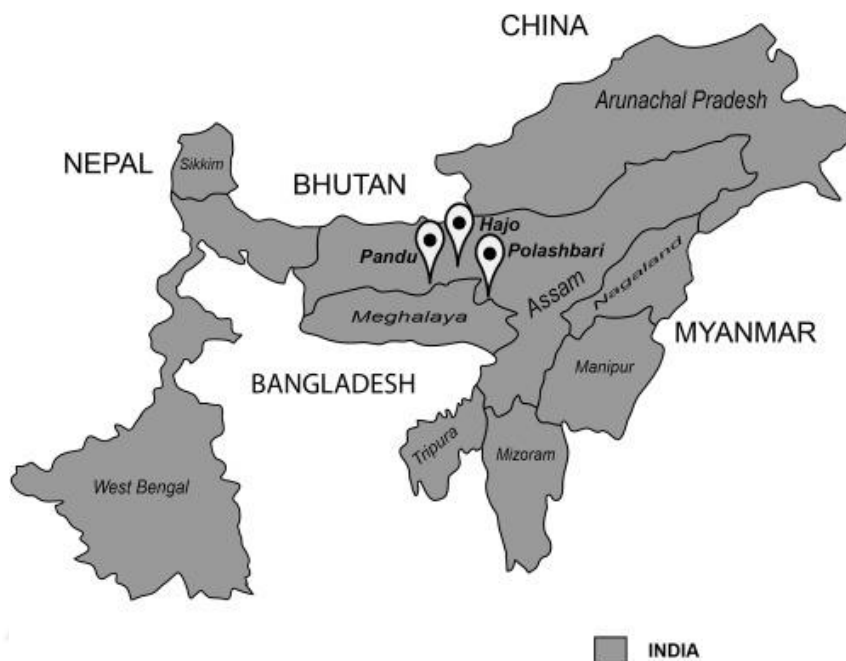 CHINA
Arunachal Pradesh
NEPAL
Sikkim
BHUTAN
Hajo
Pandu
Polashbari
Assam
Nagaland
Meghalaya
MYANMAR
BANGLADESH
Manipur
Tripura
Mizoram
West Bengal
INDIA